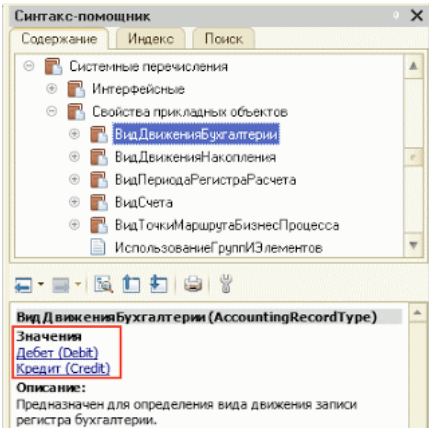 Синтакс-помощник
Содержание Индекс Поиск
Системные перечисления
Интерфейсные
Свойства прикладных объектов
ВидДвиженияБухгалтерии
ВидДвиженияНакопления
ВидПериодаРегистраРасчета
ВидСчета
ВидТочкиМаршрутаБизнесПроцесса
ИспользованиеГруппИЭлементов
ВидДвиженияБухгалтерии (AccountingRecordType)
Значения
Дебет (Debit)
Кредит (Credit)
Описание:
Предназначен для определения вида движения записи
регистра бухгалтерии.